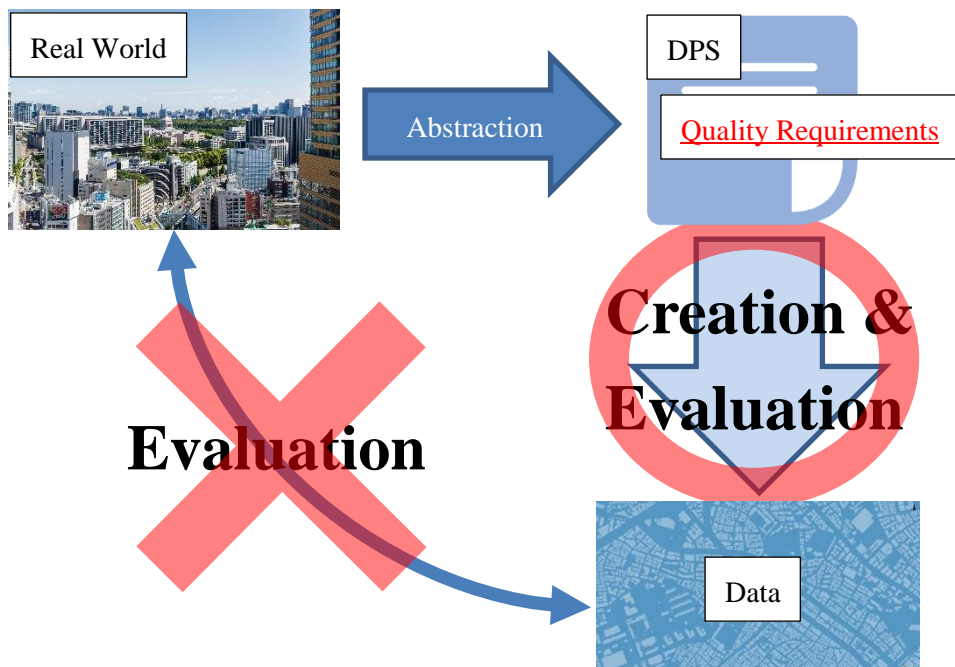 Real World
DPS
Abstraction
Quality Requirements
Creation &
Evaluation
Evaluation
Data